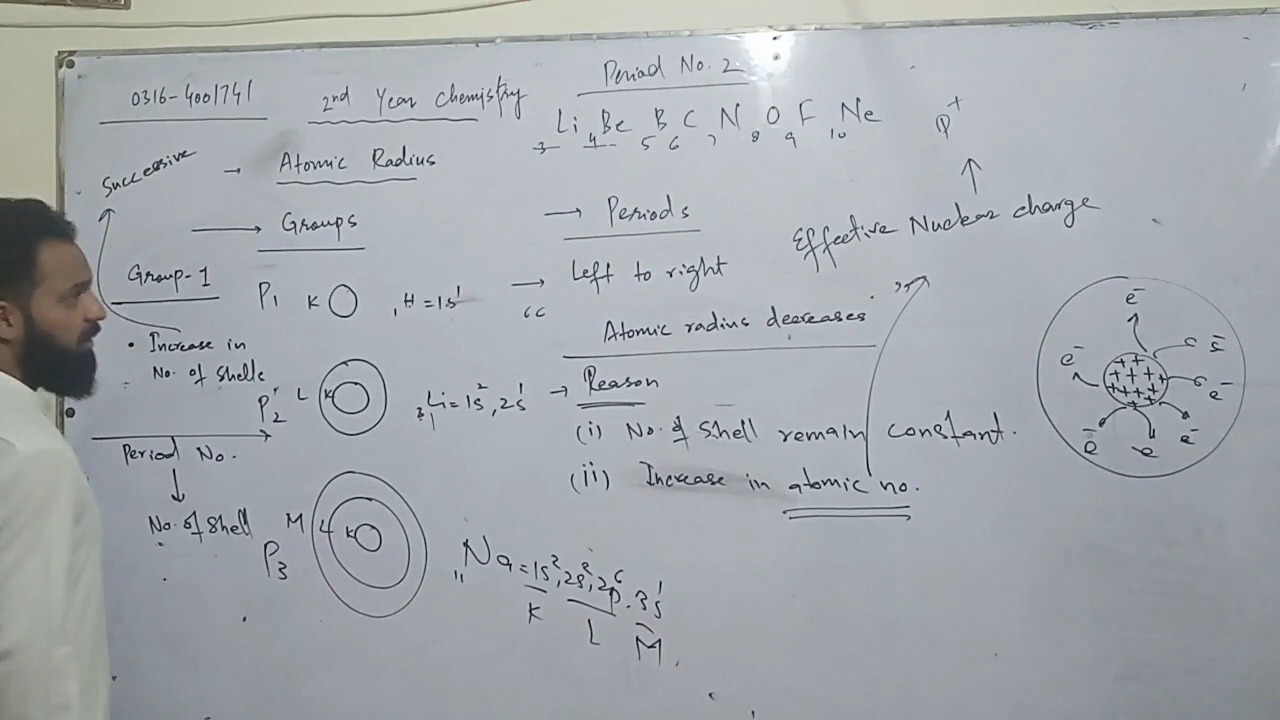 0316-4001741
2nd Year Chemistry
Period No. 2
Li Be B C N O F Ne
3 4 5 6 7 8 9 10
P+
Successive
→ Atomic Radius
→ Groups
→ Periods
Effective Nuclear charge
Group-1
P1 K , 1H = 1s1
→ Left to right
Atomic radius decreases
• Increase in
No. of Shells
P2 L K 3Li = 1s2, 2s1
→ Reason
(i) No. of Shell remain constant.
(ii) Increase in atomic no.
Period No.
↓
No. of Shell
P3 M L K
11Na = 1s2, 2s2, 2p6. 3s1
K L M
e- e- e- e- e- e-
+ + + + + + + + +